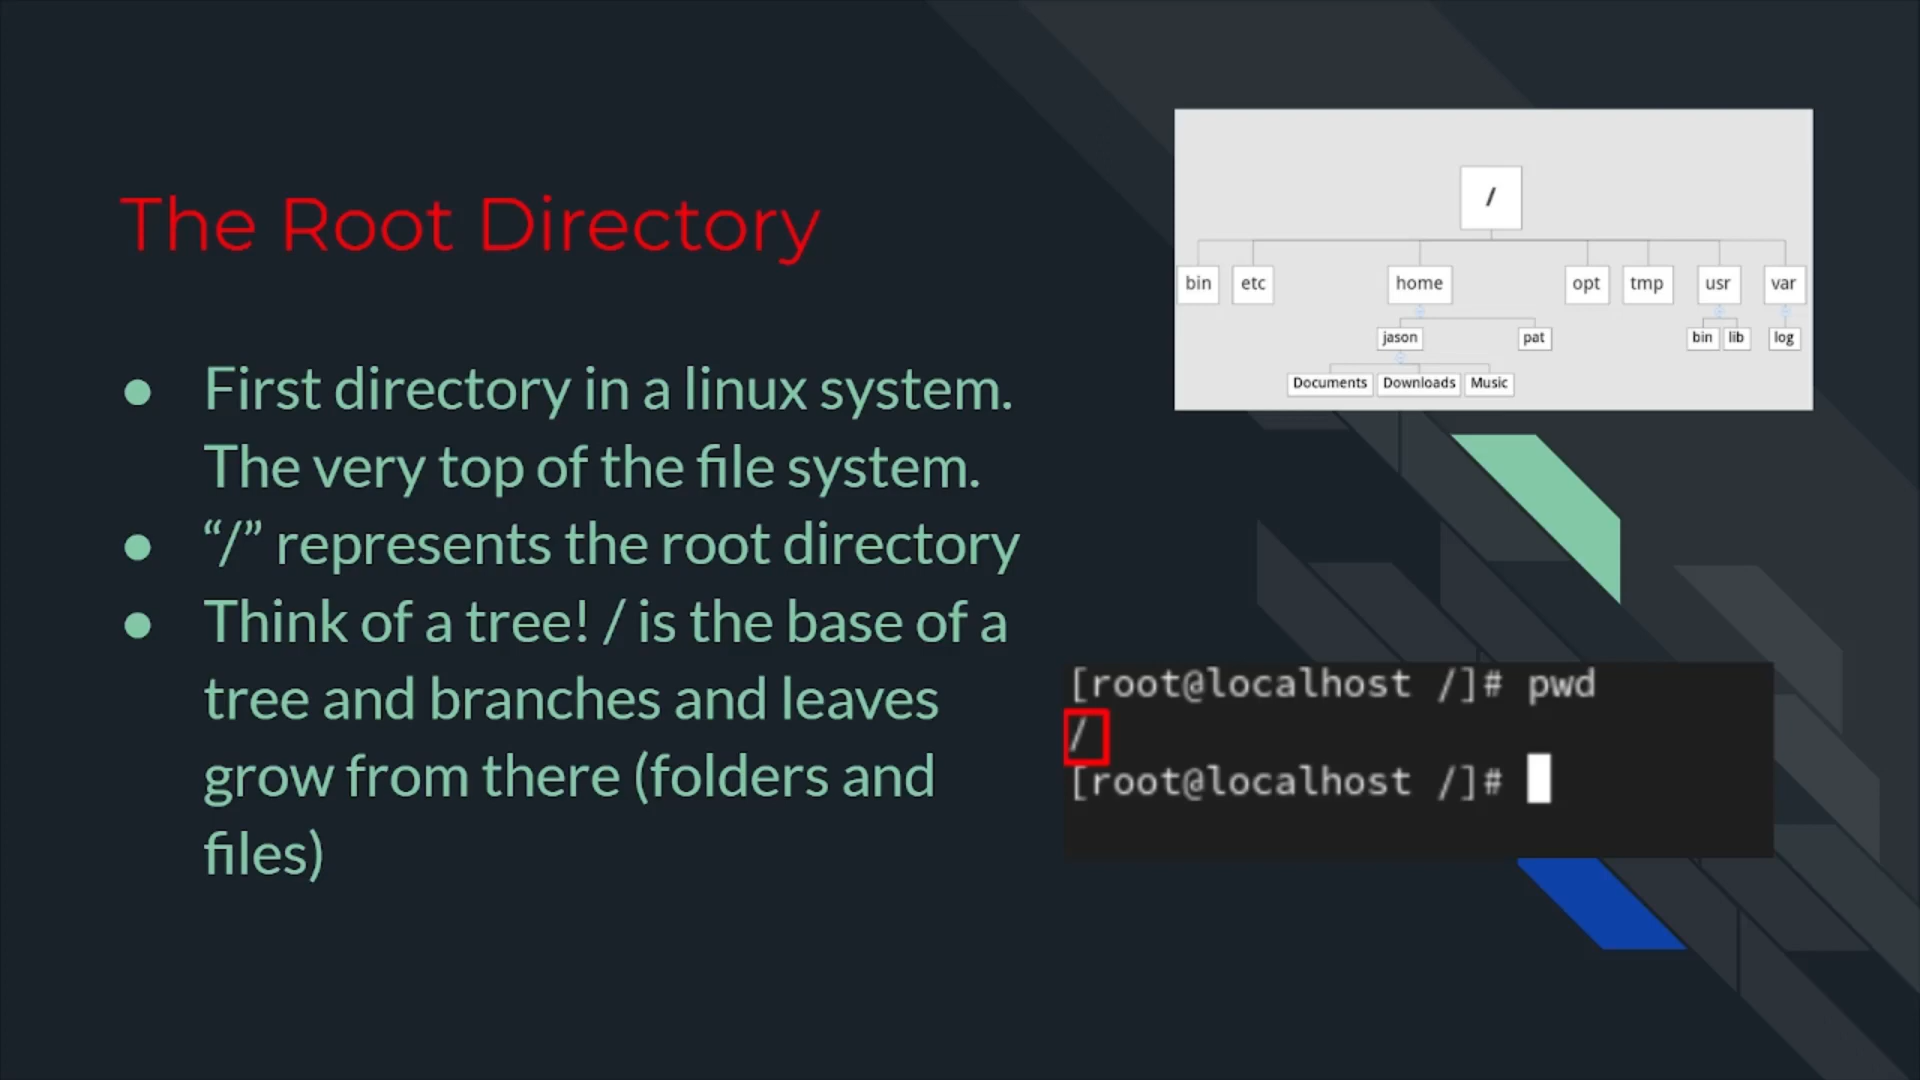 The Root Directory
● First directory in a linux system.
The very top of the file system.
● “/” represents the root directory
● Think of a tree! / is the base of a
tree and branches and leaves
grow from there (folders and
files)
/
bin etc home opt tmp usr var
jason pat bin lib log
Documents Downloads Music
[root@localhost /]# pwd
/
[root@localhost /]#